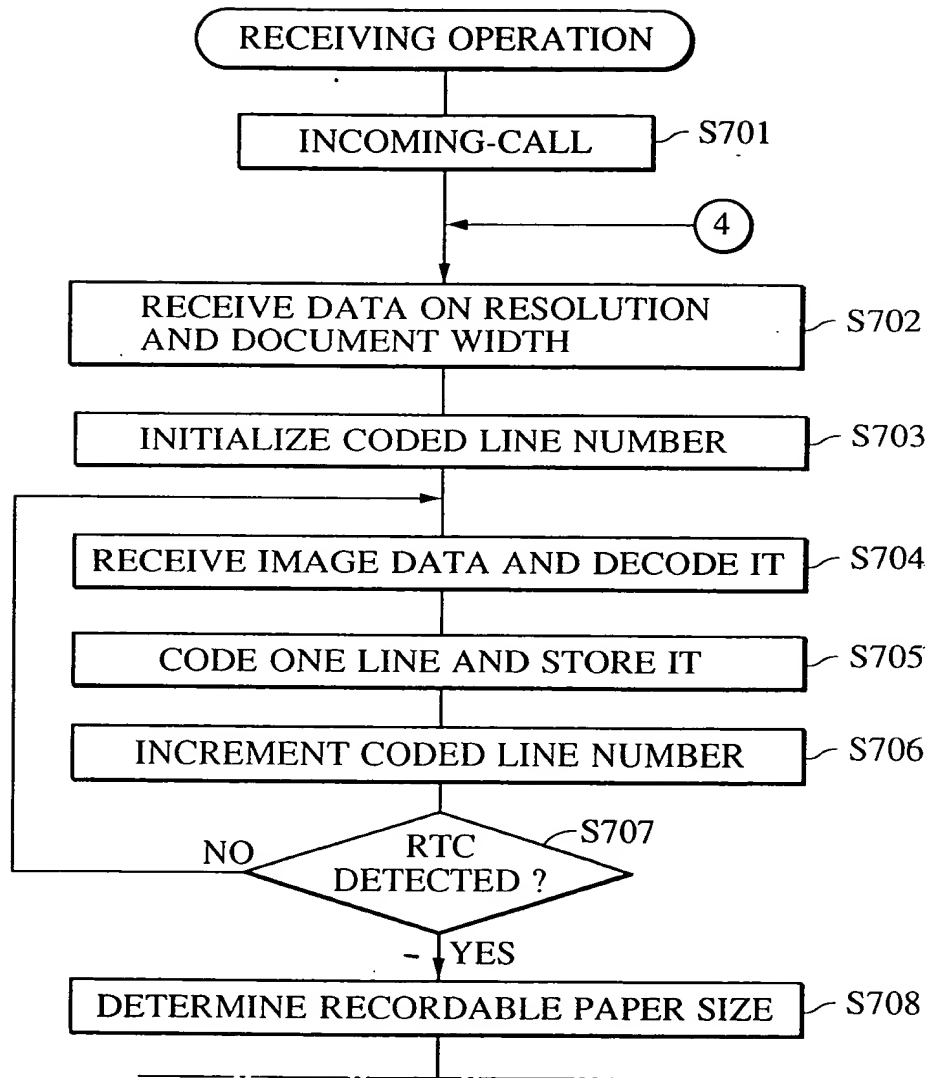 RECEIVING OPERATION
INCOMING-CALL
S701
4
RECEIVE DATA ON RESOLUTION
AND DOCUMENT WIDTH
S702
INITIALIZE CODED LINE NUMBER
S703
RECEIVE IMAGE DATA AND DECODE IT
S704
CODE ONE LINE AND STORE IT
S705
INCREMENT CODED LINE NUMBER
S706
RTC
DETECTED ?
S707
NO
YES
DETERMINE RECORDABLE PAPER SIZE
S708